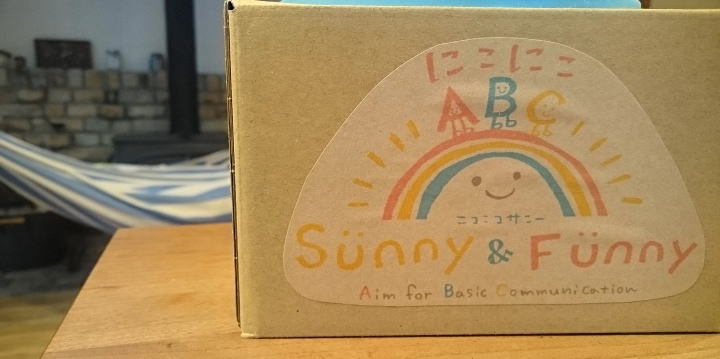 にこにこ
ABC
ニコニコサニー
Sünny & Fünny
Aim for Basic Communication